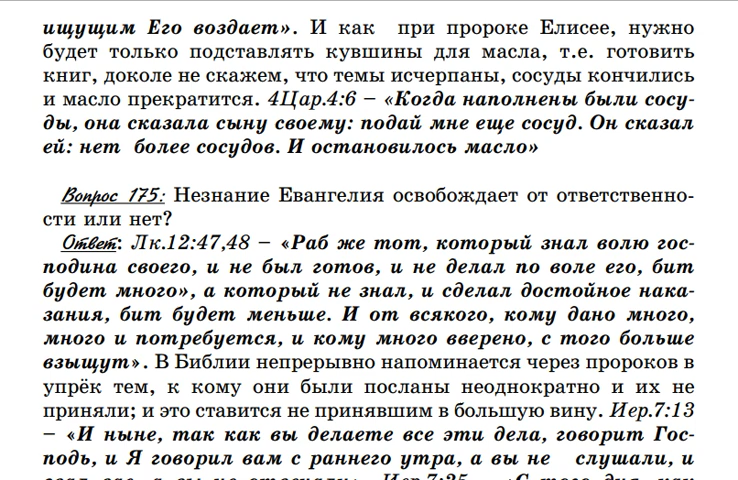 ищущим Его воздает». И как при пророке Елисее, нужно
будет только подставлять кувшины для масла, т.е. готовить
книг, доколе не скажем, что темы исчерпаны, сосуды кончились
и масло прекратится. 4Цар.4:6 – «Когда наполнены были сосу-
ды, она сказала сыну своему: подай мне еще сосуд. Он сказал
ей: нет более сосудов. И остановилось масло»
Вопрос 175: Незнание Евангелия освобождает от ответственно-
сти или нет?
Ответ: Лк.12:47,48 – «Раб же тот, который знал волю гос-
подина своего, и не был готов, и не делал по воле его, бит
будет много», а который не знал, и сделал достойное нака-
зания, бит будет меньше. И от всякого, кому дано много,
много и потребуется, и кому много вверено, с того больше
взыщут». В Библии непрерывно напоминается через пророков в
упрёк тем, к кому они были посланы неоднократно и их не
приняли; и это ставится не принявшим в большую вину. Иер.7:13
– «И ныне, так как вы делаете все эти дела, говорит Гос-
подь, и Я говорил вам с раннего утра, а вы не слушали, и